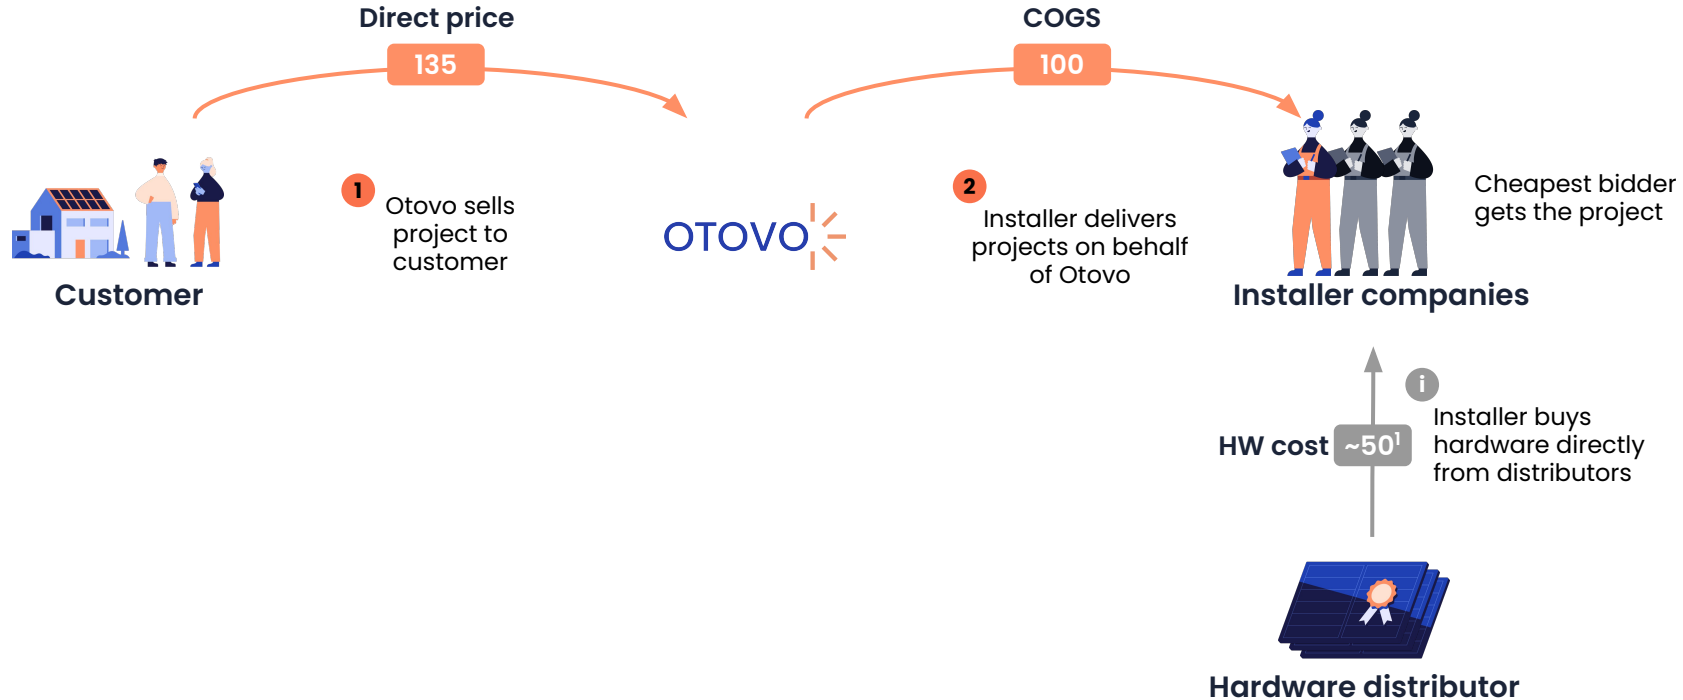 Direct price
135
COGS
100
1
Otovo sells
project to
customer
OTOVO
2
Installer delivers
projects on behalf
of Otovo
Cheapest bidder
gets the project
Customer
Installer companies
i
Installer buys
hardware directly
from distributors
HW cost
~50¹
Hardware distributor